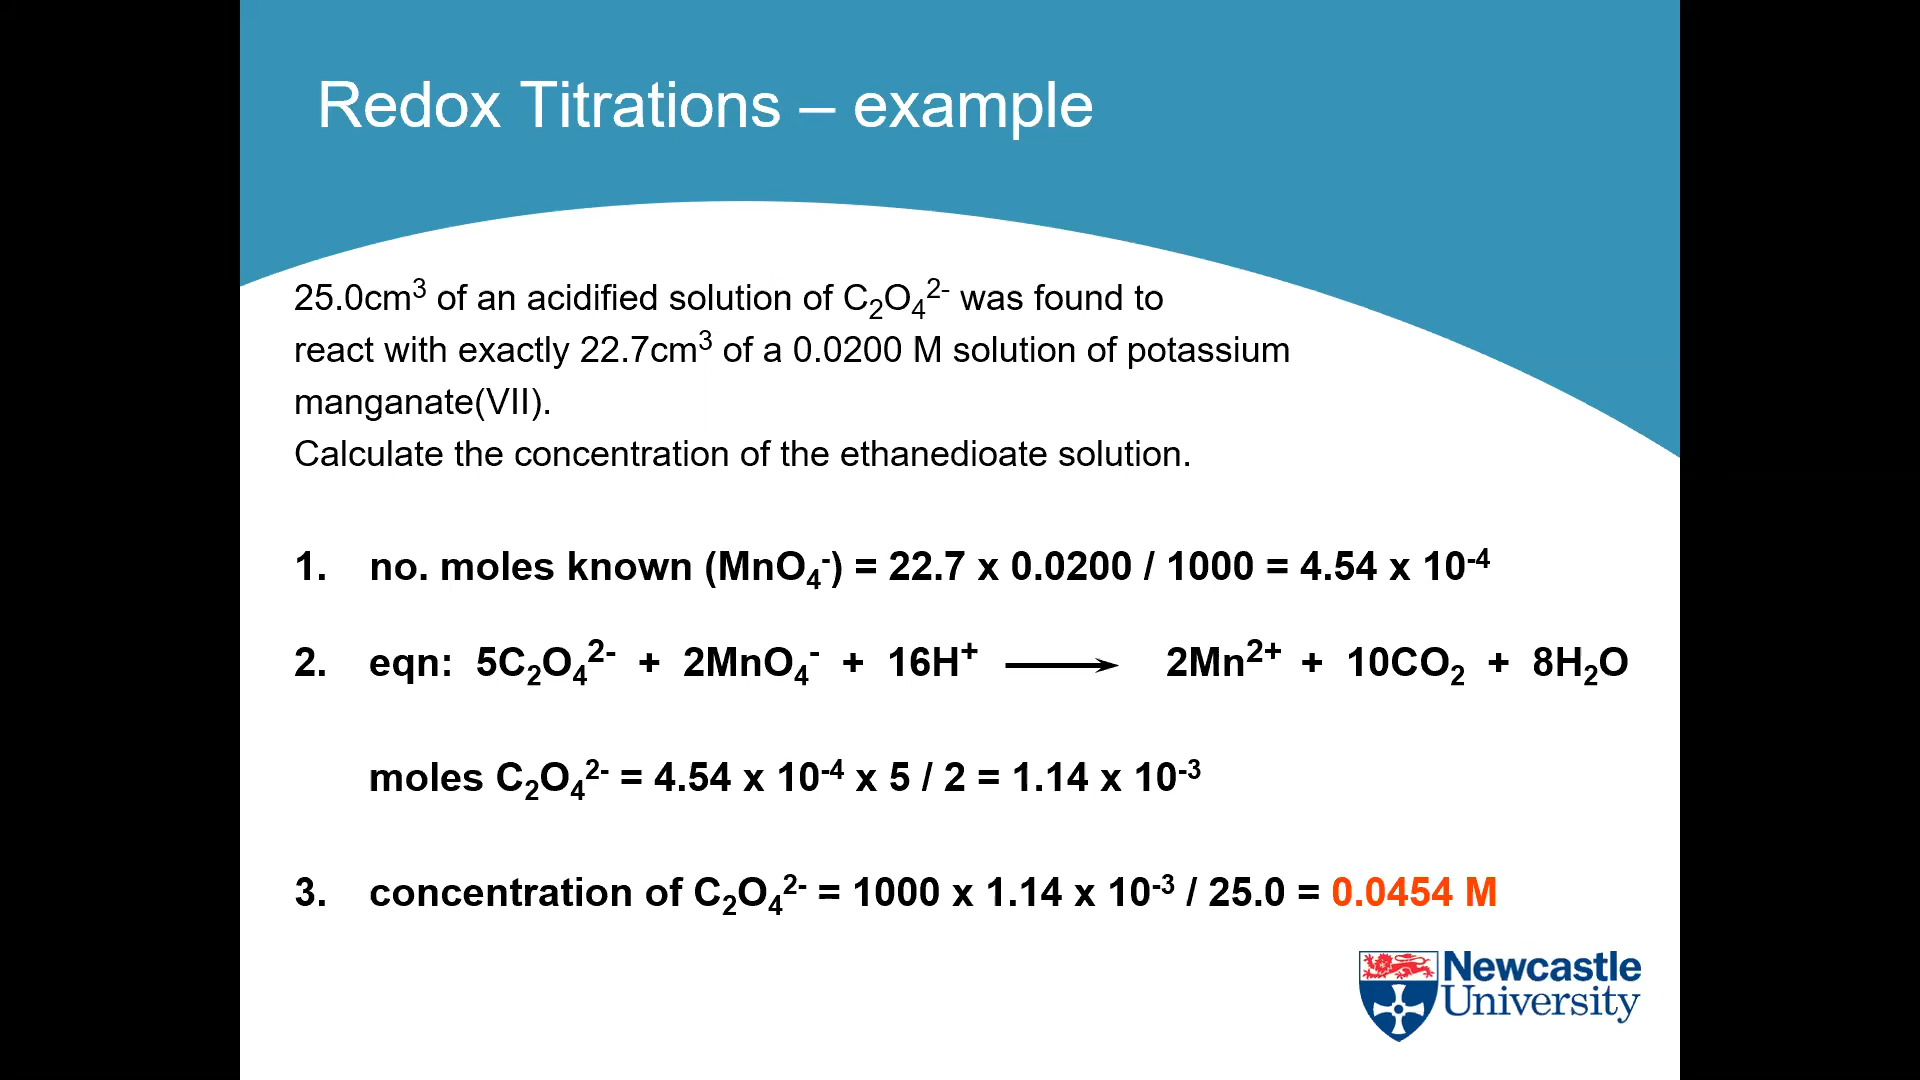 Redox Titrations – example
25.0cm³ of an acidified solution of C₂O₄²⁻ was found to
react with exactly 22.7cm³ of a 0.0200 M solution of potassium
manganate(VII).
Calculate the concentration of the ethanedioate solution.
1. no. moles known (MnO₄⁻) = 22.7 x 0.0200 / 1000 = 4.54 x 10⁻⁴
2. eqn: 5C₂O₄²⁻ + 2MnO₄⁻ + 16H⁺ ⟶ 2Mn²⁺ + 10CO₂ + 8H₂O
moles C₂O₄²⁻ = 4.54 x 10⁻⁴ x 5 / 2 = 1.14 x 10⁻³
3. concentration of C₂O₄²⁻ = 1000 x 1.14 x 10⁻³ / 25.0 = 0.0454 M
Newcastle
University